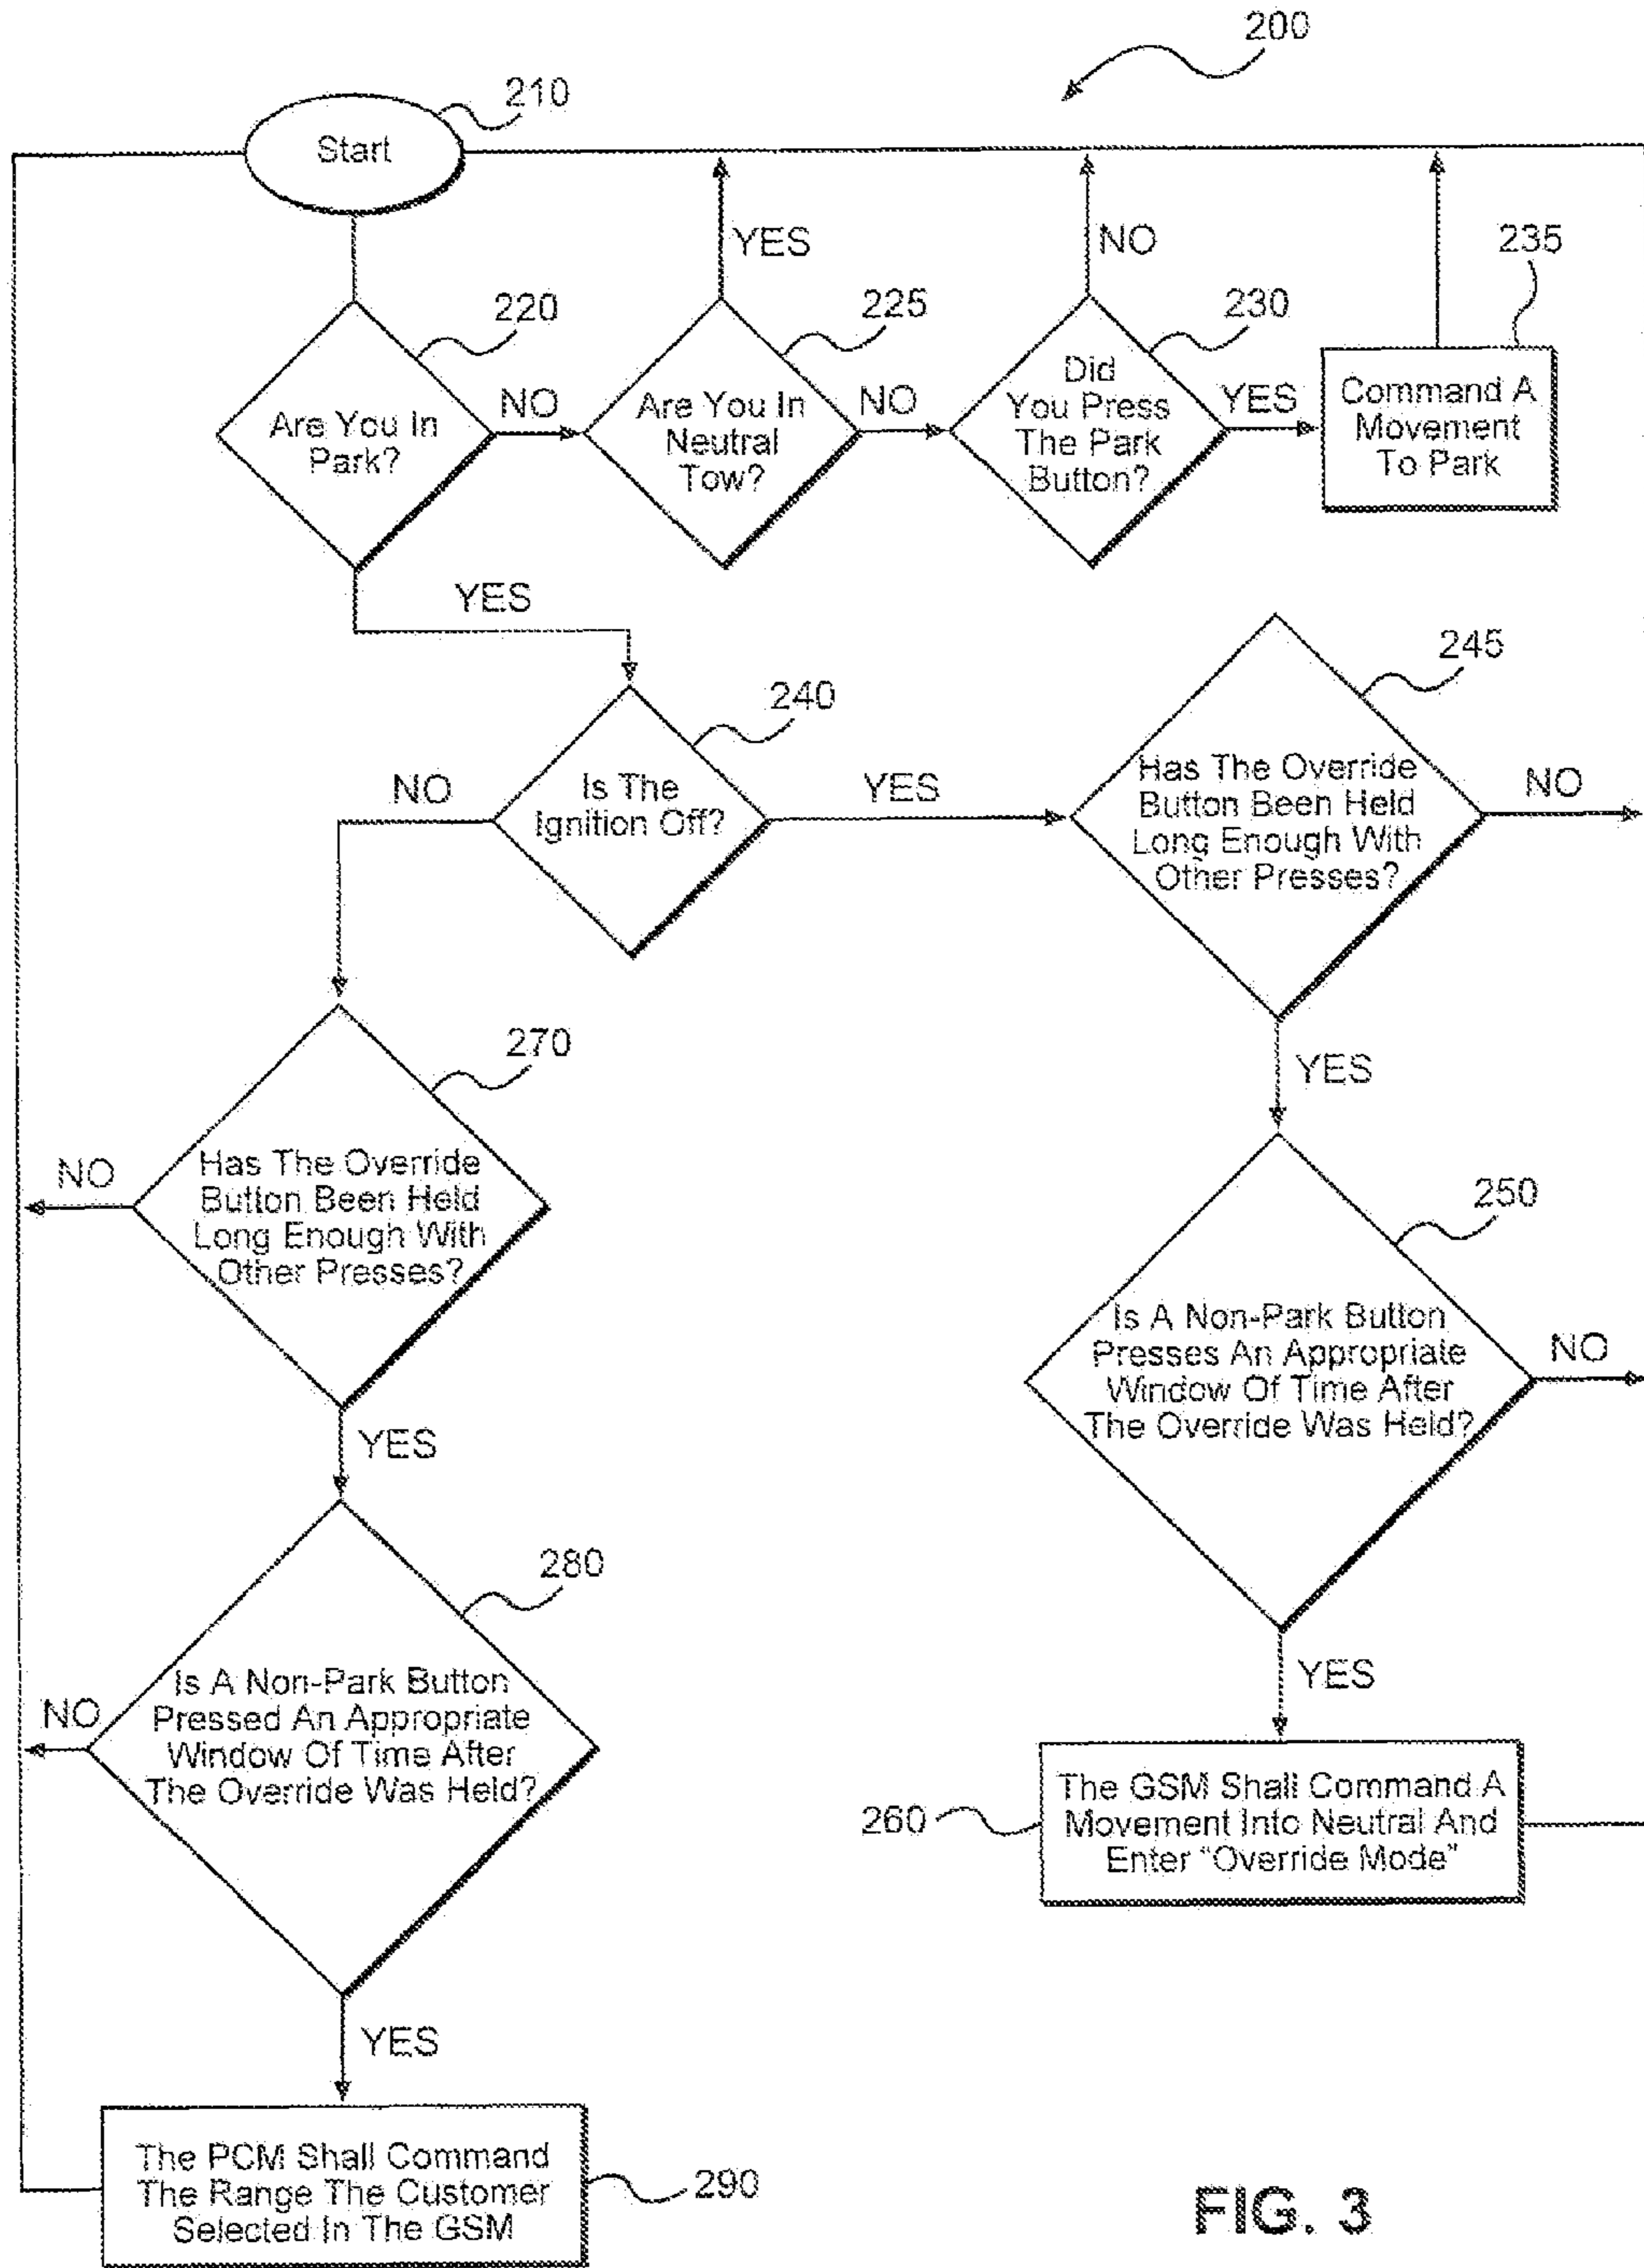 200
210
Start
YES
NO
235
220
225
230
Are You In
Park?
NO
Are You In
Neutral
Tow?
NO
Did
You Press
The Park
Button?
YES
Command A
Movement
To Park
YES
245
240
NO
Is The
Ignition Off?
YES
Has The Override
Button Been Held
Long Enough With
Other Presses?
NO
270
YES
NO
Has The Override
Button Been Held
Long Enough With
Other Presses?
250
Is A Non-Park Button
Presses An Appropriate
Window Of Time After
The Override Was Held?
NO
YES
280
NO
Is A Non-Park Button
Pressed An Appropriate
Window Of Time After
The Override Was Held?
YES
260
The GSM Shall Command A
Movement Into Neutral And
Enter "Override Mode"
YES
The PCM Shall Command
The Range The Customer
Selected In The GSM
290
FIG. 3